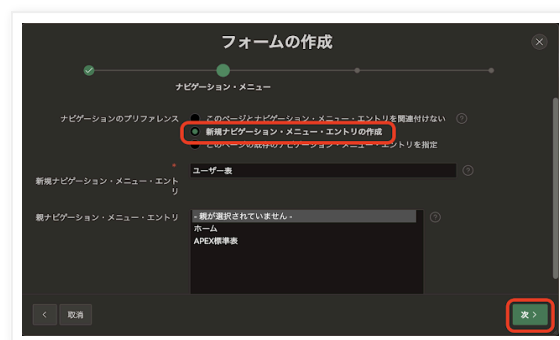 フォームの作成
ナビゲーション・メニュー
ナビゲーションのプリファレンス
このページとナビゲーション・メニュー・エントリを関連付けない
新規ナビゲーション・メニュー・エントリの作成
このページの既存のナビゲーション・メニュー・エントリを指定
新規ナビゲーション・メニュー・エント
リ
ユーザー表
親ナビゲーション・メニュー・エントリ
- 親が選択されていません -
ホーム
APEX標準表
取消
次